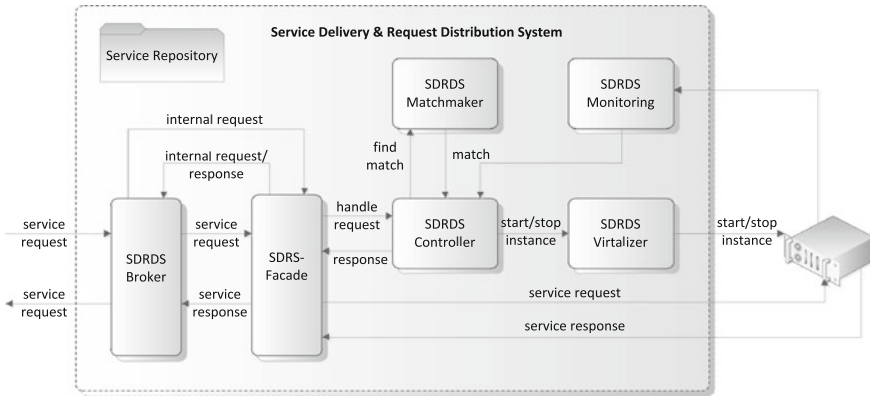 Service Delivery & Request Distribution System
Service Repository
SDRDS
Matchmaker
SDRDS
Monitoring
internal request
internal request/
response
find
match
match
service
request
service
request
handle
request
SDRDS
Broker
SDRS-
Facade
SDRDS
Controller
start/stop
instance
SDRDS
Virtalizer
start/stop
instance
response
service
request
service
response
service request
service response